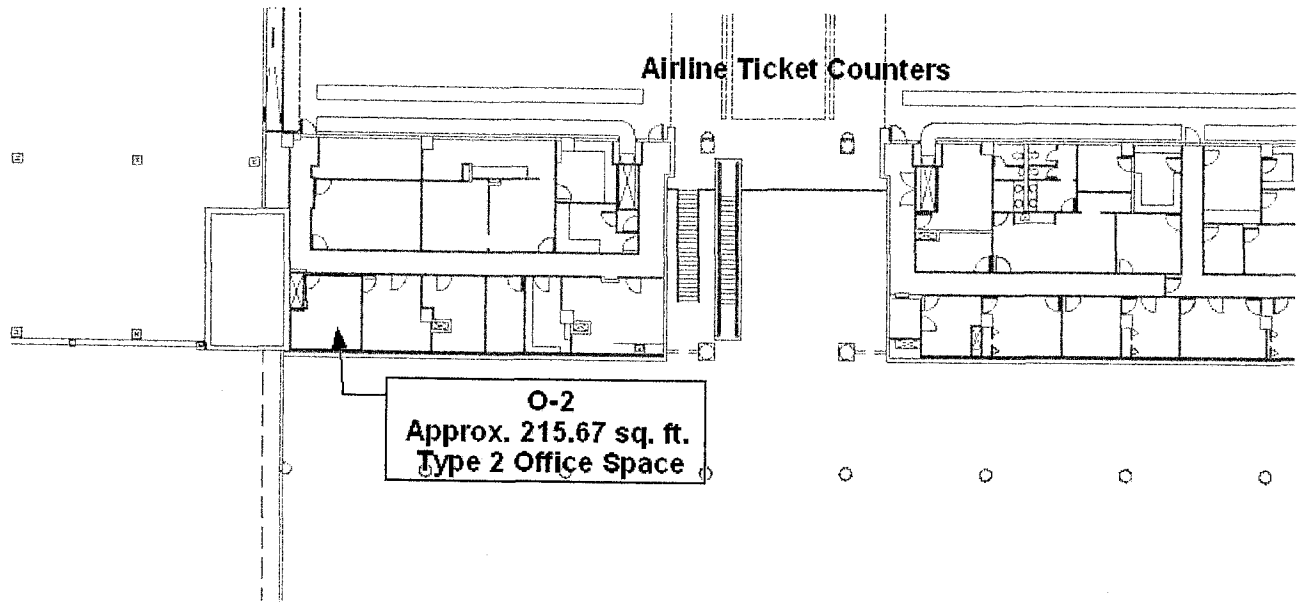 Airline Ticket Counters
O-2
Approx. 215.67 sq. ft.
Type 2 Office Space